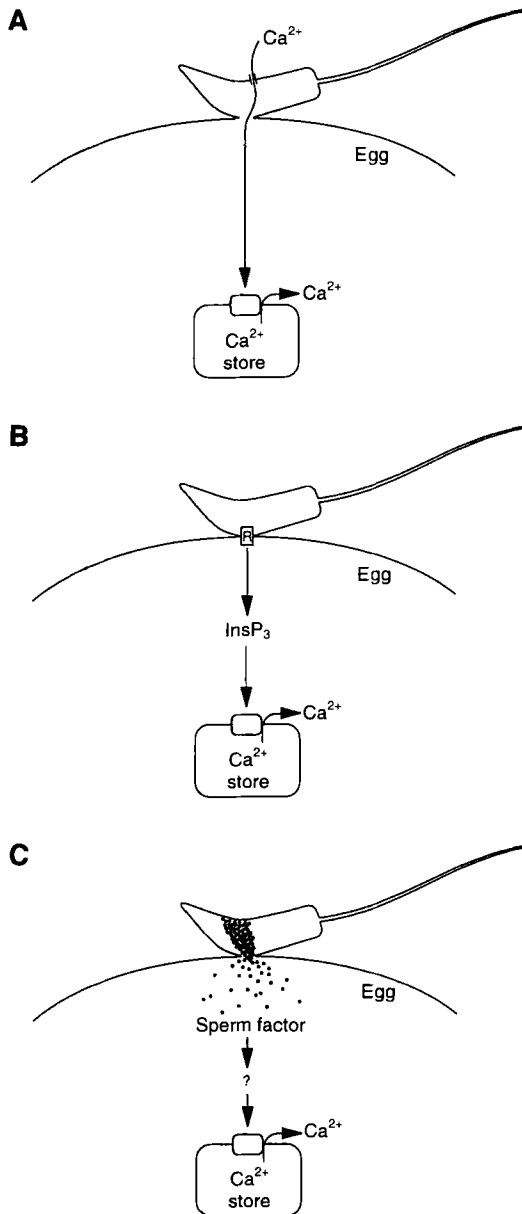 A
Ca²⁺
Egg
Ca²⁺
Ca²⁺
store
B
R
Egg
InsP₃
Ca²⁺
Ca²⁺
store
C
Egg
Sperm factor
?
Ca²⁺
Ca²⁺
store